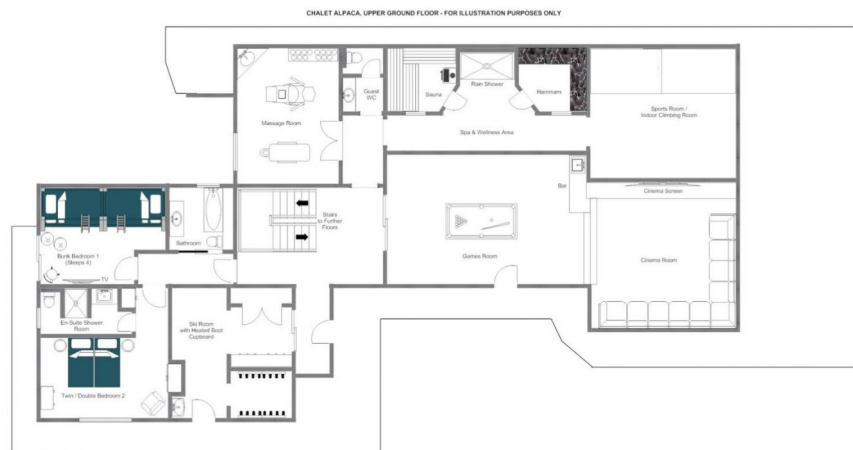 CHALET ALPACA, UPPER GROUND FLOOR - FOR ILLUSTRATION PURPOSES ONLY
Massage Room
Guest
WC
Sauna
Rain Shower
Hammam
Spa & Wellness Area
Sports Room /
Indoor Climbing Room
Bar
Cinema Screen
Cinema Room
Games Room
Stairs
to Further
Floors
Bathroom
Bunk Bedroom 1
(Sleeps 4)
TV
En-Suite Shower
Room
Ski Room
with Heated Boot
Cupboard
Twin / Double Bedroom 2